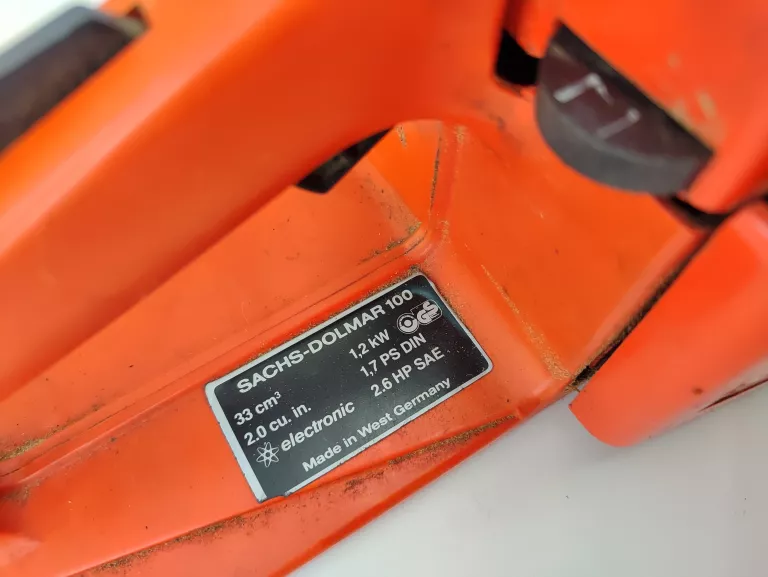 SACHS-DOLMAR 100
33 cm³ 1,2 kW GS
2.0 cu. in. 1,7 PS DIN
electronic 2.6 HP SAE
Made in West Germany